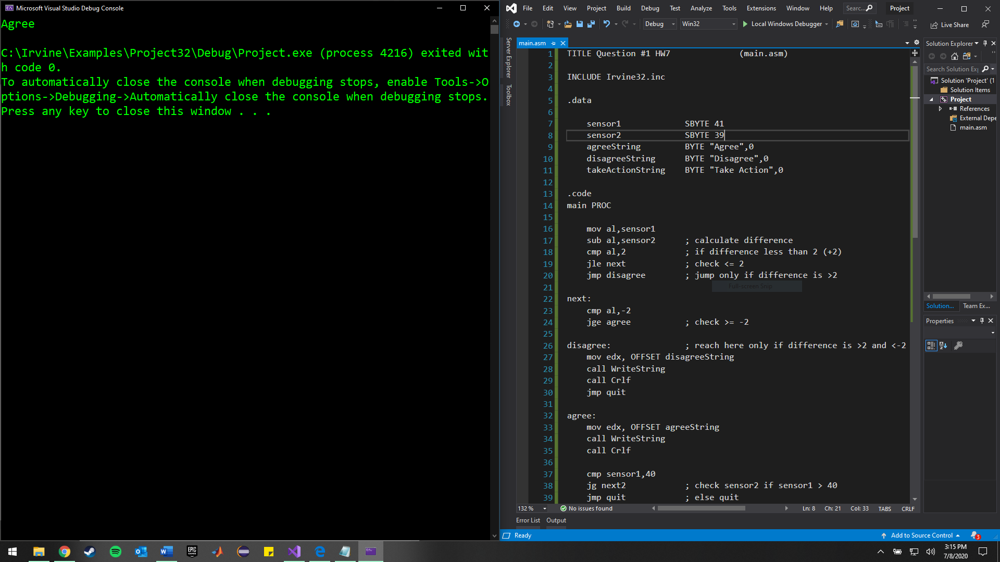 Microsoft Visual Studio Debug Console
Agree
C:\Irvine\Examples\Project32\Debug\Project.exe (process 4216) exited wit
h code 0.
To automatically close the console when debugging stops, enable Tools->O
ptions->Debugging->Automatically close the console when debugging stops.
Press any key to close this window . . .
File Edit View Project Build Debug Test Analyze Tools Extensions Window Help Searc... Project
Debug Win32 Local Windows Debugger Live Share
Server Explorer
Toolbox
main.asm
1 TITLE Question #1 HW7 (main.asm)
2
3 INCLUDE Irvine32.inc
4
5 .data
6
7 sensor1 SBYTE 41
8 sensor2 SBYTE 39
9 agreeString BYTE "Agree",0
10 disagreeString BYTE "Disagree",0
11 takeActionString BYTE "Take Action",0
12
13 .code
14 main PROC
15
16 mov al,sensor1
17 sub al,sensor2 ; calculate difference
18 cmp al,2 ; if difference less than 2 (+2)
19 jle next ; check <= 2
20 jmp disagree ; jump only if difference is >2
21
Full-screen Snip
22 next:
23 cmp al,-2
24 jge agree ; check >= -2
25
26 disagree: ; reach here only if difference is >2 and <-2
27 mov edx, OFFSET disagreeString
28 call WriteString
29 call Crlf
30 jmp quit
31
32 agree:
33 mov edx, OFFSET agreeString
34 call WriteString
35 call Crlf
36
37 cmp sensor1,40
38 jg next2 ; check sensor2 if sensor1 > 40
39 jmp quit ; else quit
132 % No issues found Ln: 8 Ch: 21 Col: 33 TABS CRLF
Error List Output
Solution Explorer
Search Solution Ex
Solution 'Project' (1
Solution Items
Project
References
External Depe
main.asm
Solution... Team Ex...
Properties
Ready Add to Source Control 3
EPIC GAMES
3:15 PM
7/8/2020